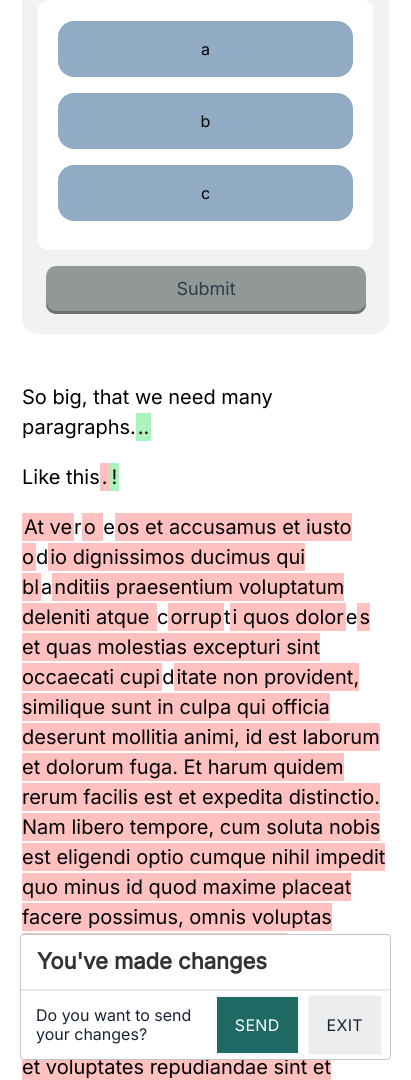 a
b
c
Submit
So big, that we need many
paragraphs...
Like this.!
At vero eos et accusamus et iusto
odio dignissimos ducimus qui
blanditiis praesentium voluptatum
deleniti atque corrupti quos dolores
et quas molestias excepturi sint
occaecati cupiditate non provident,
similique sunt in culpa qui officia
deserunt mollitia animi, id est laborum
et dolorum fuga. Et harum quidem
rerum facilis est et expedita distinctio.
Nam libero tempore, cum soluta nobis
est eligendi optio cumque nihil impedit
quo minus id quod maxime placeat
facere possimus, omnis voluptas
You've made changes
Do you want to send
your changes?
SEND
EXIT
et voluptates repudiandae sint et